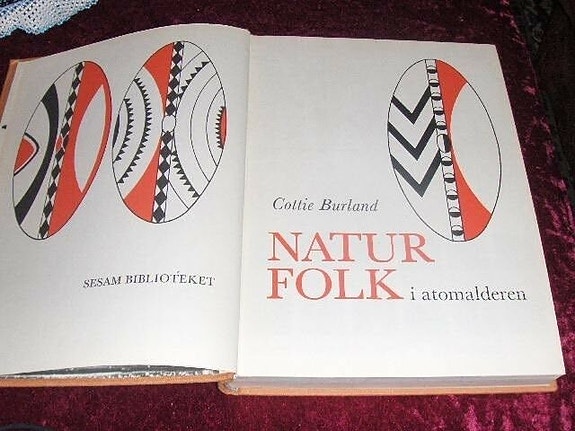 SESAM BIBLIOTEKET
Cottie Burland
NATUR
FOLK i atomalderen